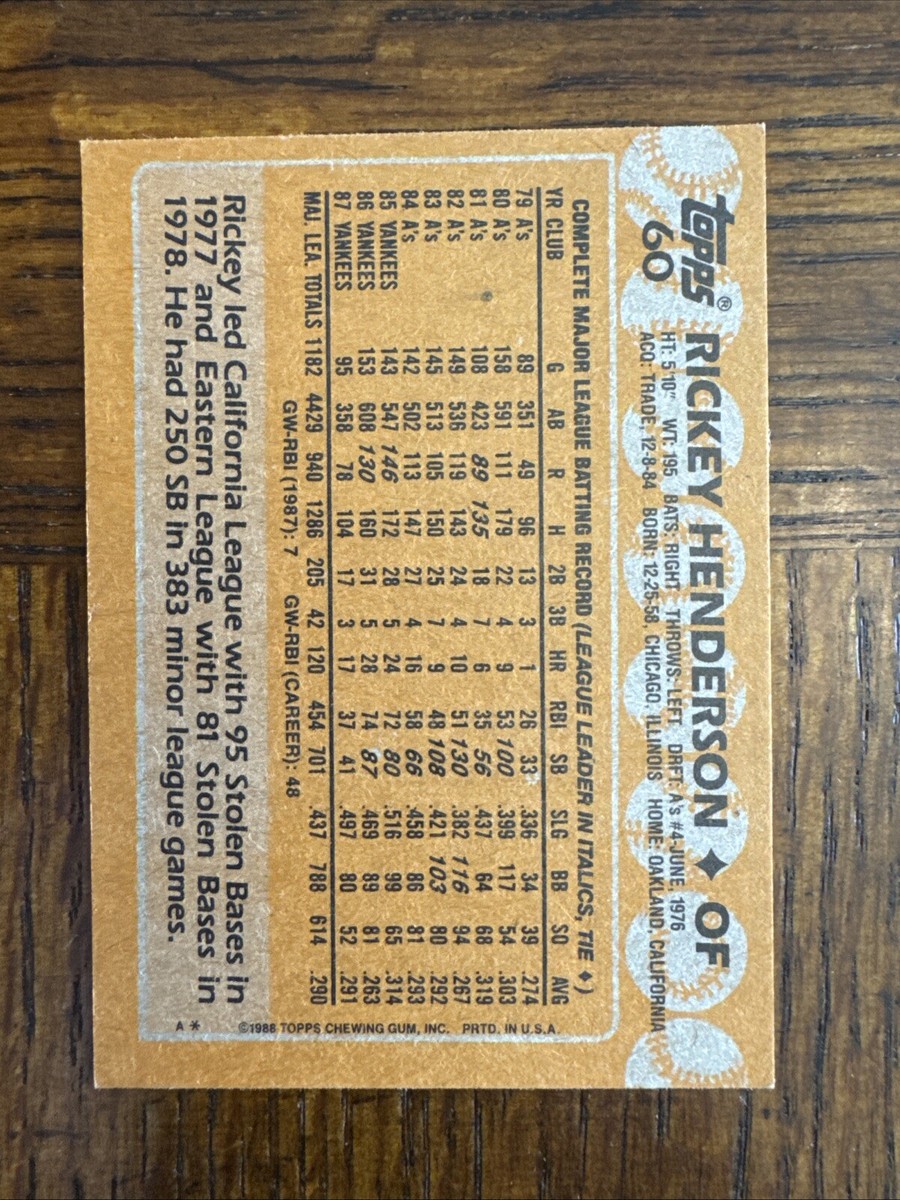 Topps®
60
RICKEY HENDERSON ♦ OF
HT: 5'10" WT: 195 BATS: RIGHT THROWS: LEFT DRFT: A's #4-JUNE, 1976
ACQ: TRADE, 12-8-84 BORN: 12-25-58, CHICAGO, ILLINOIS HOME: OAKLAND, CALIFORNIA
COMPLETE MAJOR LEAGUE BATTING RECORD (LEAGUE LEADER IN ITALICS, TIE ♦)
YR CLUB G AB R H 2B 3B HR RBI SB SLG BB SO AVG
79 A's 89 351 49 96 13 3 1 26 33 .336 34 39 .274
80 A's 158 591 111 179 22 4 9 53 100 .399 117 54 .303
81 A's 108 423 89 135 18 7 6 35 56 .437 64 68 .319
82 A's 149 536 119 143 24 4 10 51 130 .382 116 94 .267
83 A's 145 513 105 150 25 7 9 48 108 .421 103 80 .292
84 A's 142 502 113 147 27 4 16 58 66 .458 86 81 .293
85 YANKEES 143 547 146 172 28 5 24 72 80 .516 99 65 .314
86 YANKEES 153 608 130 160 31 5 28 74 87 .469 89 81 .263
87 YANKEES 95 358 78 104 17 3 17 37 41 .497 80 52 .291
MAJ. LEA. TOTALS 1182 4429 940 1286 205 42 120 454 701 .437 788 614 .290
GW-RBI (1987): 7 GW-RBI (CAREER): 48
Rickey led California League with 95 Stolen Bases in
1977 and Eastern League with 81 Stolen Bases in
1978. He had 250 SB in 383 minor league games.
©1988 TOPPS CHEWING GUM, INC. PRTD. IN U.S.A.
A *